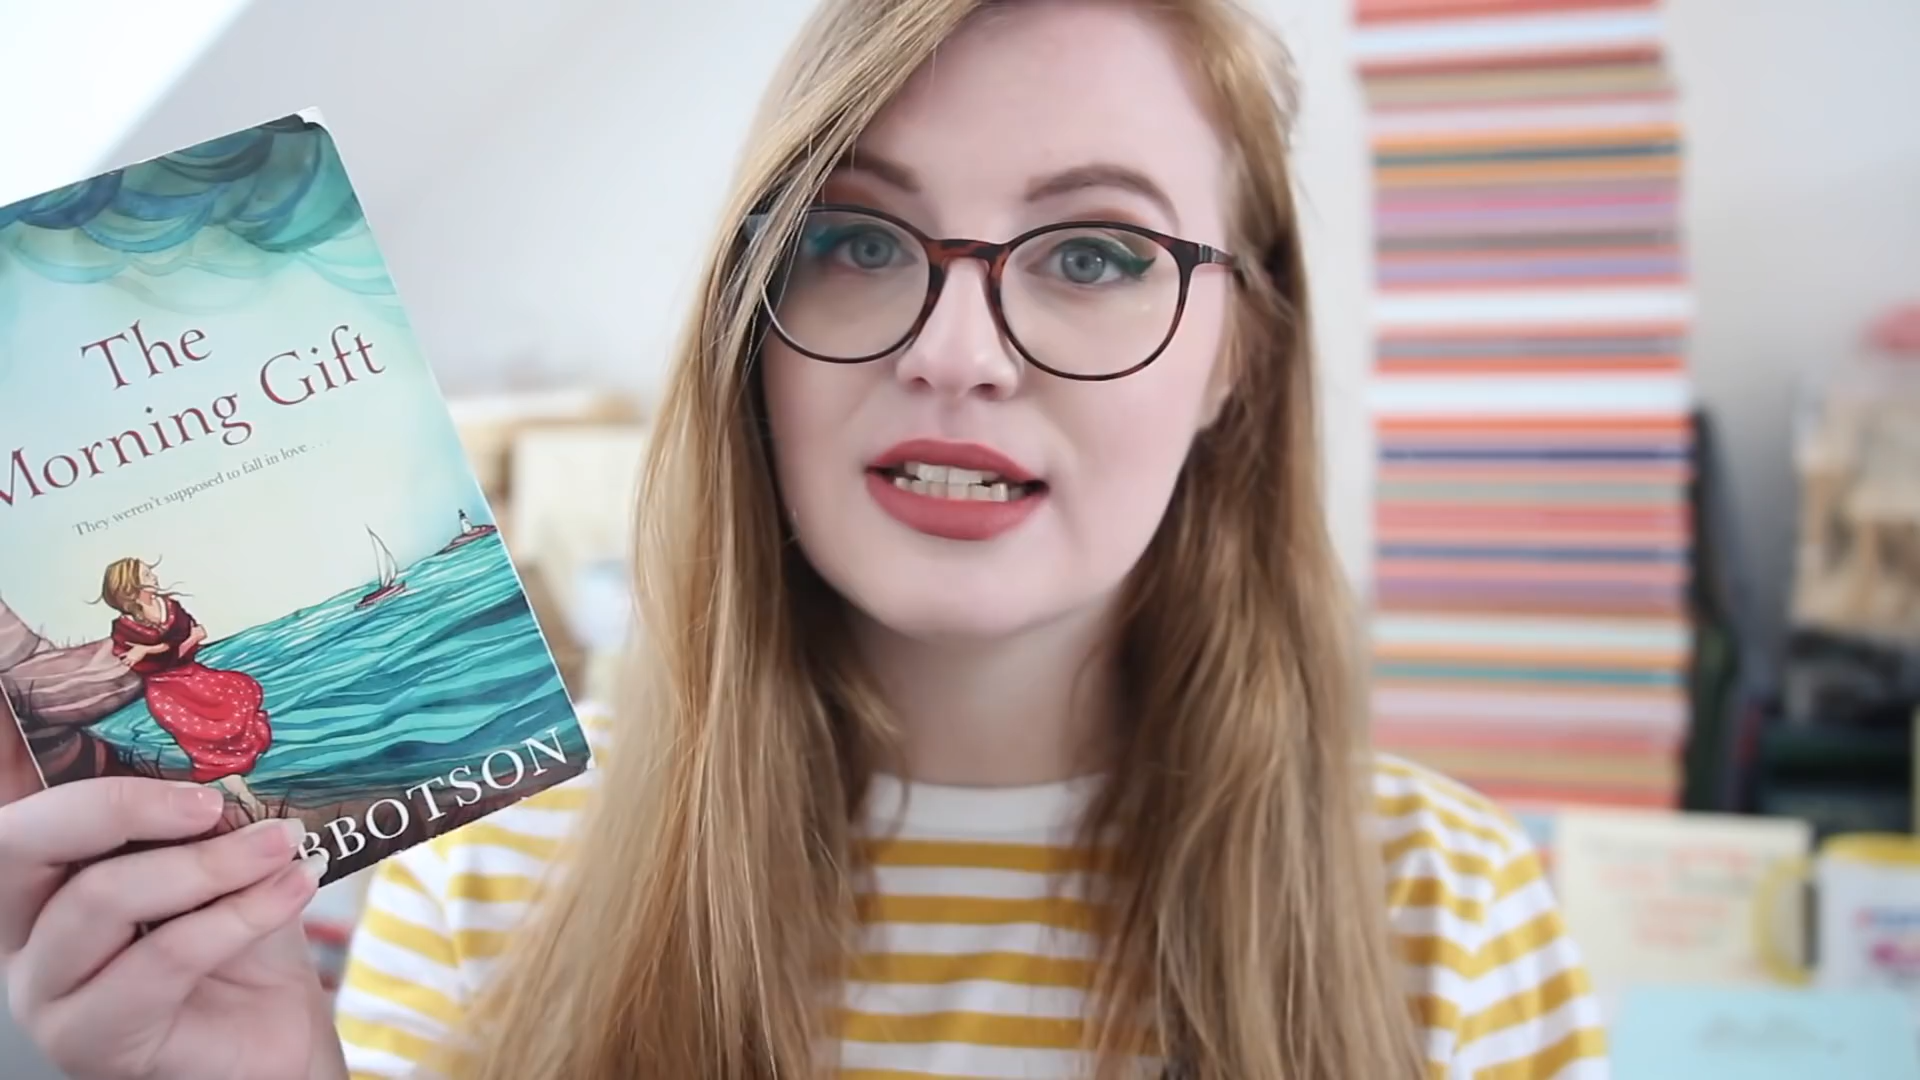 The
Morning Gift
They weren't supposed to fall in love . . .
BBOTSON